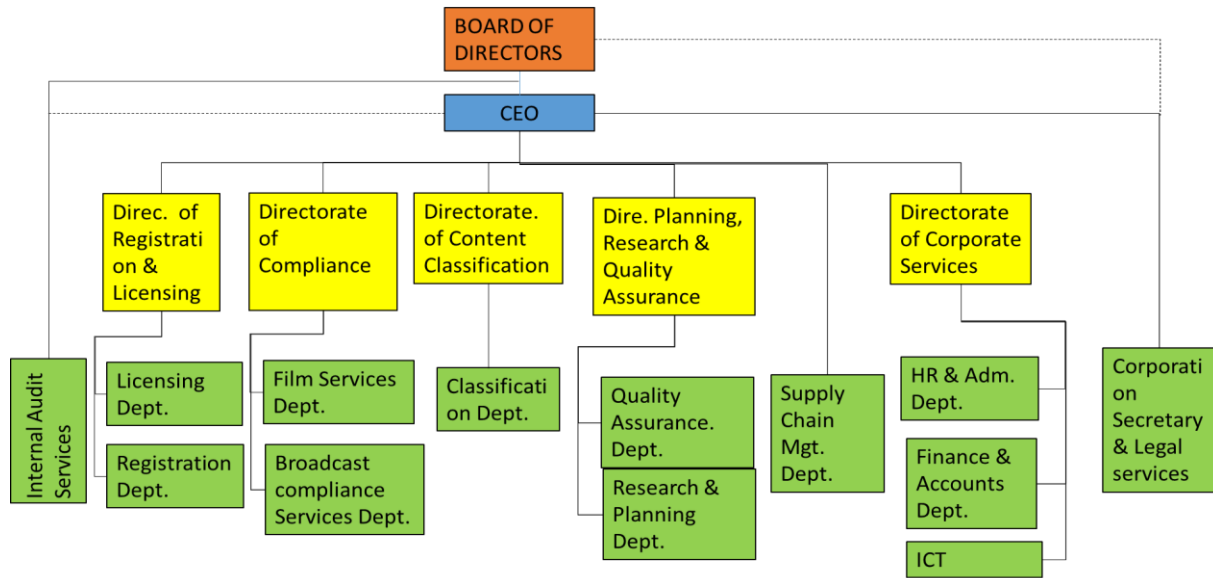 BOARD OF
DIRECTORS
CEO
Direc. of
Registrati
on &
Licensing
Directorate
of
Compliance
Directorate.
of Content
Classification
Dire. Planning,
Research &
Quality
Assurance
Directorate
of Corporate
Services
Internal Audit
Services
Licensing
Dept.
Registration
Dept.
Film Services
Dept.
Broadcast
compliance
Services Dept.
Classificati
on Dept.
Quality
Assurance.
Dept.
Research &
Planning
Dept.
Supply
Chain
Mgt.
Dept.
HR & Adm.
Dept.
Finance &
Accounts
Dept.
ICT
Corporati
on
Secretary
& Legal
services